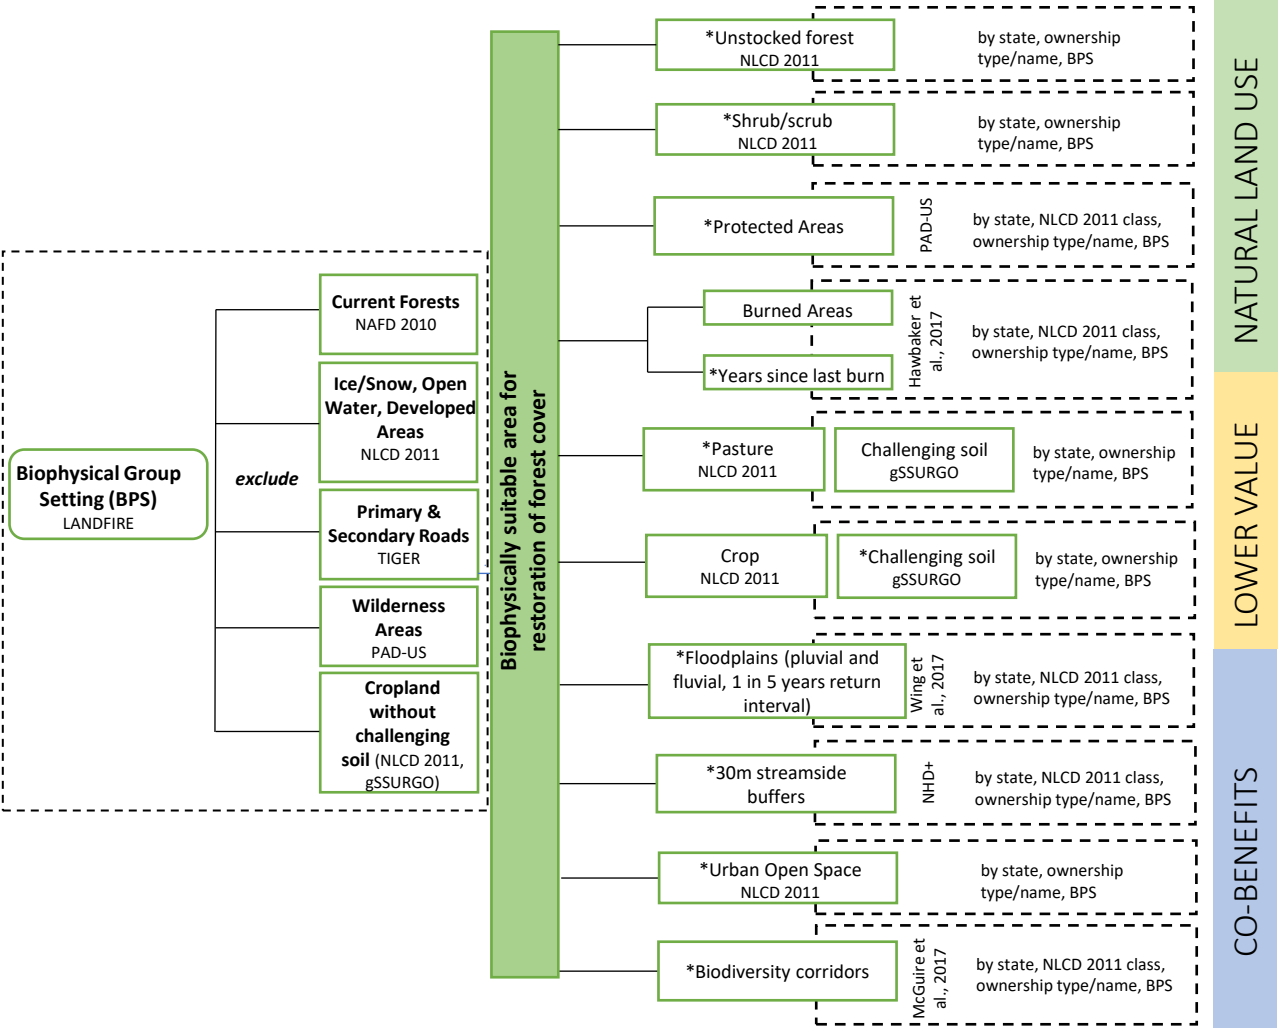 Biophysical Group
Setting (BPS)
LANDFIRE
exclude
Current Forests
NAFD 2010
Ice/Snow, Open
Water, Developed
Areas
NLCD 2011
Primary &
Secondary Roads
TIGER
Wilderness
Areas
PAD-US
Cropland
without
challenging
soil (NLCD 2011,
gSSURGO)
Biophysically suitable area for
restoration of forest cover
*Unstocked forest
NLCD 2011
by state, ownership
type/name, BPS
*Shrub/scrub
NLCD 2011
by state, ownership
type/name, BPS
*Protected Areas
PAD-US
by state, NLCD 2011 class,
ownership type/name, BPS
Burned Areas
*Years since last burn
Hawbaker et
al., 2017
by state, NLCD 2011 class,
ownership type/name, BPS
*Pasture
NLCD 2011
Challenging soil
gSSURGO
by state, ownership
type/name, BPS
Crop
NLCD 2011
*Challenging soil
gSSURGO
by state, ownership
type/name, BPS
*Floodplains (pluvial and
fluvial, 1 in 5 years return
interval)
Wing et
al., 2017
by state, NLCD 2011 class,
ownership type/name, BPS
*30m streamside
buffers
NHD+
by state, NLCD 2011 class,
ownership type/name, BPS
*Urban Open Space
NLCD 2011
by state, ownership
type/name, BPS
*Biodiversity corridors
McGuire et
al., 2017
by state, NLCD 2011 class,
ownership type/name, BPS
NATURAL LAND USE
LOWER VALUE
CO-BENEFITS